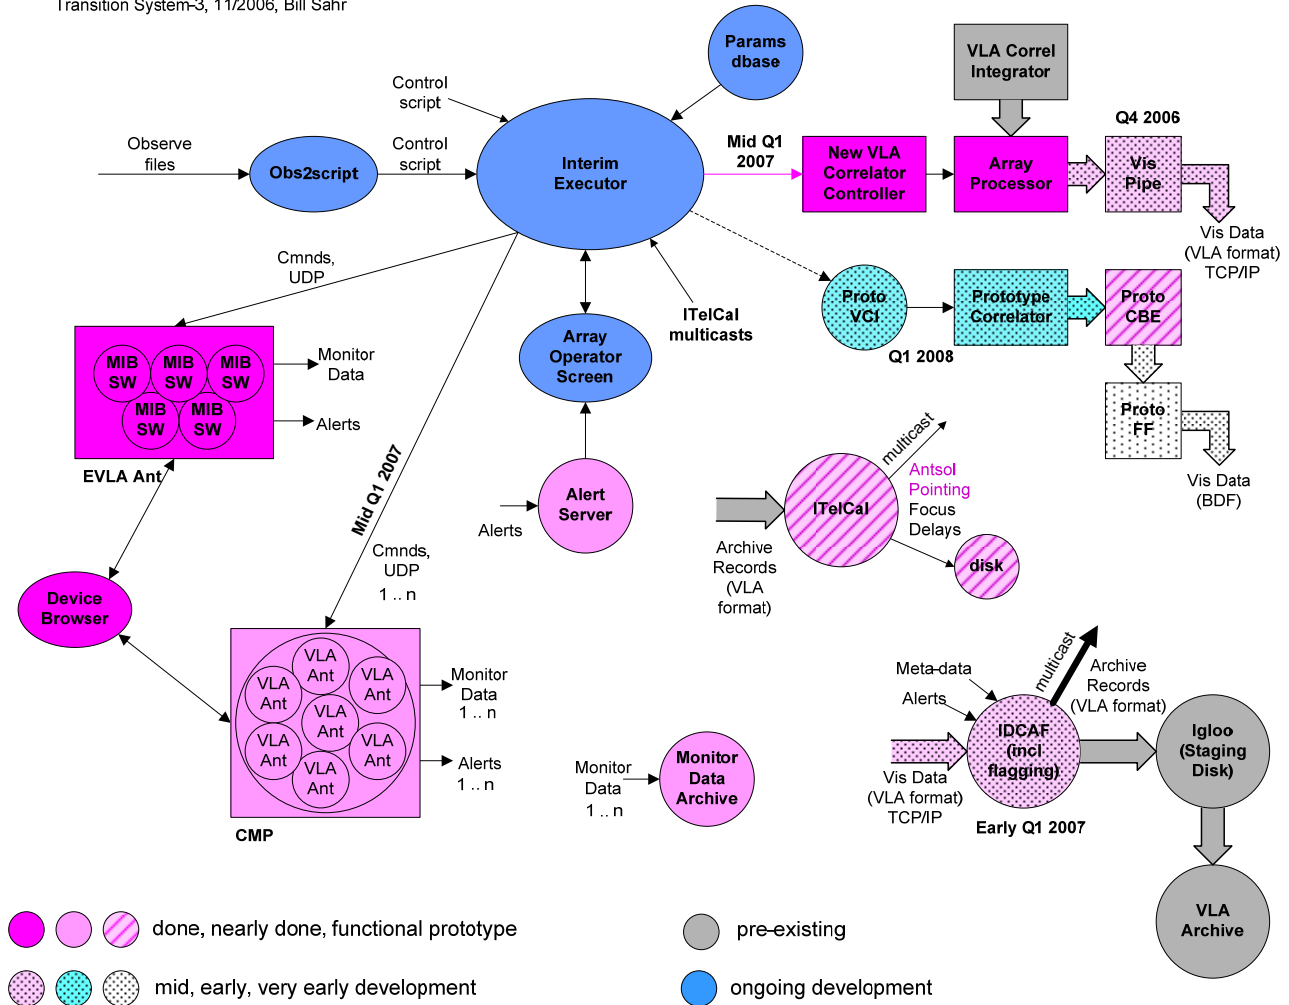 Transition System-3, 11/2006, Bill Sahr
Params
dbase
VLA Correl
Integrator
Control
script
Q4 2006
Observe
files
Obs2script
Control
script
Interim
Executor
Mid Q1
2007
New VLA
Correlator
Controller
Array
Processor
Vis
Pipe
Vis Data
(VLA format)
TCP/IP
Cmnds,
UDP
ITelCal
multicasts
Proto
VCI
Q1 2008
Prototype
Correlator
Proto
CBE
Array
Operator
Screen
MIB
SW
MIB
SW
MIB
SW
MIB
SW
MIB
SW
Monitor
Data
Alerts
EVLA Ant
Proto
FF
Vis Data
(BDF)
Mid Q1 2007
Alert
Server
Alerts
multicast
Antsol
Pointing
Focus
Delays
ITelCal
Archive
Records
(VLA
format)
disk
Cmnds,
UDP
1 .. n
Device
Browser
VLA
Ant
VLA
Ant
VLA
Ant
VLA
Ant
VLA
Ant
VLA
Ant
VLA
Ant
Monitor
Data
1 .. n
Alerts
1 .. n
CMP
Monitor
Data
1 .. n
Monitor
Data
Archive
Meta-data
Alerts
multicast
Archive
Records
(VLA format)
IDCAF
(incl
flagging)
Vis Data
(VLA format)
TCP/IP
Early Q1 2007
Igloo
(Staging
Disk)
VLA
Archive
done, nearly done, functional prototype
pre-existing
mid, early, very early development
ongoing development